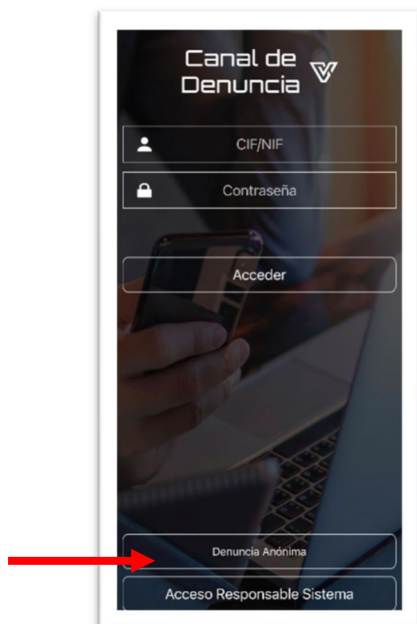 Canal de
Denuncia
CIF/NIF
Contraseña
Acceder
Denuncia Anónima
Acceso Responsable Sistema